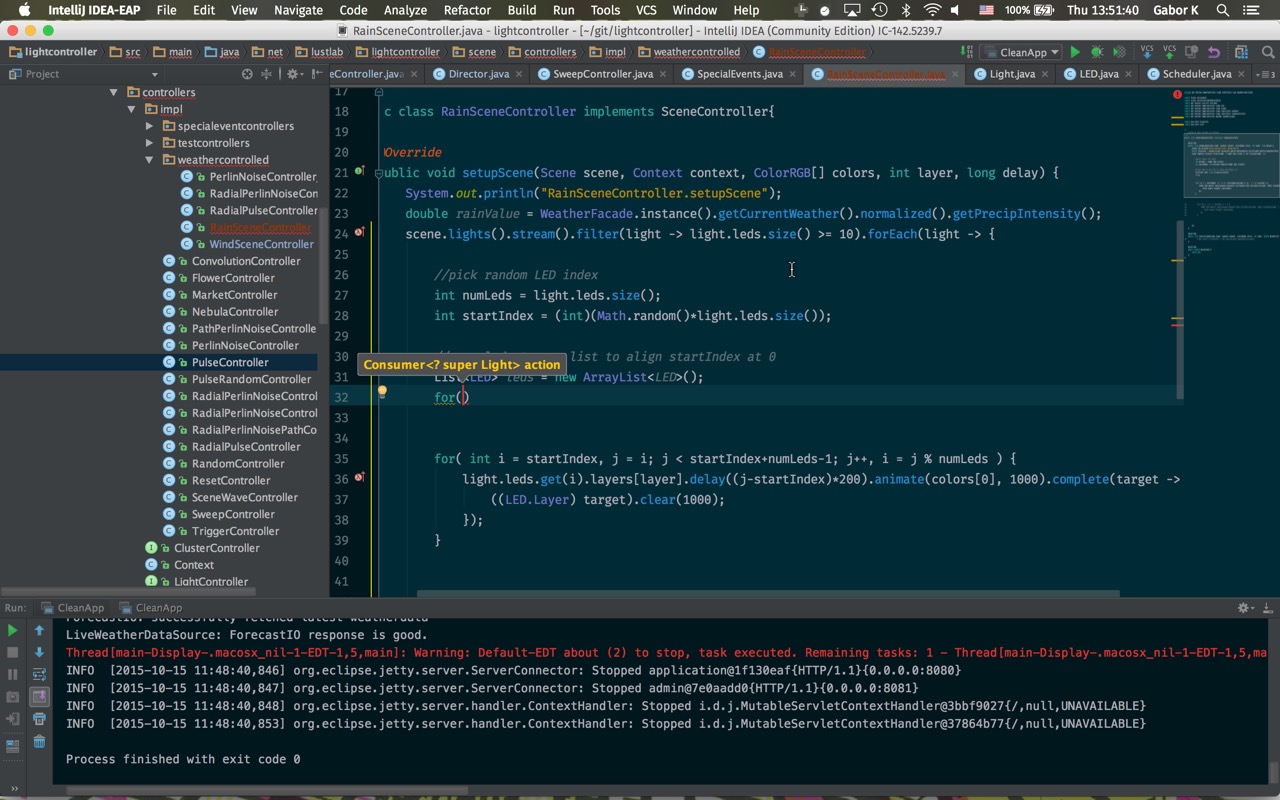 IntelliJ IDEA-EAP File Edit View Navigate Code Analyze Refactor Build Run Tools VCS Window Help 100% Thu 13:51:40 Gabor K
RainSceneController.java - lightcontroller - [~/git/lightcontroller] - IntelliJ IDEA (Community Edition) IC-142.5239.7
lightcontroller src main java net lustlab lightcontroller scene controllers impl weathercontrolled RainSceneController CleanApp VCS VCS
Project
eController.java Director.java SweepController.java SpecialEvents.java RainSceneController.java Light.java LED.java Scheduler.java
controllers
impl
specialeventcontrollers
testcontrollers
weathercontrolled
PerlinNoiseController
RadialPerlinNoiseCon
RadialPulseController
RainSceneController
WindSceneController
ConvolutionController
FlowerController
MarketController
NebulaController
PathPerlinNoiseControlle
PerlinNoiseController
PulseController
PulseRandomController
RadialPerlinNoiseControl
RadialPerlinNoiseControl
RadialPerlinNoisePathCo
RadialPulseController
RandomController
ResetController
SceneWaveController
SweepController
TriggerController
ClusterController
Context
LightController
17
18 c class RainSceneController implements SceneController{
19
20 Override
21 ublic void setupScene(Scene scene, Context context, ColorRGB[] colors, int layer, long delay) {
22 System.out.println("RainSceneController.setupScene");
23 double rainValue = WeatherFacade.instance().getCurrentWeather().normalized().getPrecipIntensity();
24 scene.lights().stream().filter(light -> light.leds.size() >= 10).forEach(light -> {
25
26 //pick random LED index
27 int numLeds = light.leds.size();
28 int startIndex = (int)(Math.random()*light.leds.size());
29
30 list to align startIndex at 0
Consumer<? super Light> action
31 List<LED> leds = new ArrayList<LED>();
32 for()
33
34
35 for( int i = startIndex, j = i; j < startIndex+numLeds-1; j++, i = j % numLeds ) {
36 light.leds.get(i).layers[layer].delay((j-startIndex)*200).animate(colors[0], 1000).complete(target ->
37 ((LED.Layer) target).clear(1000);
38 });
39 }
40
41
Run: CleanApp CleanApp
ForecastIO: successfully fetched latest weatherdata
LiveWeatherDataSource: ForecastIO response is good.
Thread[main-Display-.macosx_nil-1-EDT-1,5,main]: Warning: Default-EDT about (2) to stop, task executed. Remaining tasks: 1 - Thread[main-Display-.macosx_nil-1-EDT-1,5,ma
INFO [2015-10-15 11:48:40,846] org.eclipse.jetty.server.ServerConnector: Stopped application@1f130eaf{HTTP/1.1}{0.0.0.0:8080}
INFO [2015-10-15 11:48:40,847] org.eclipse.jetty.server.ServerConnector: Stopped admin@7e0aadd0{HTTP/1.1}{0.0.0.0:8081}
INFO [2015-10-15 11:48:40,848] org.eclipse.jetty.server.handler.ContextHandler: Stopped i.d.j.MutableServletContextHandler@3bbf9027{/,null,UNAVAILABLE}
INFO [2015-10-15 11:48:40,853] org.eclipse.jetty.server.handler.ContextHandler: Stopped i.d.j.MutableServletContextHandler@37864b77{/,null,UNAVAILABLE}
Process finished with exit code 0